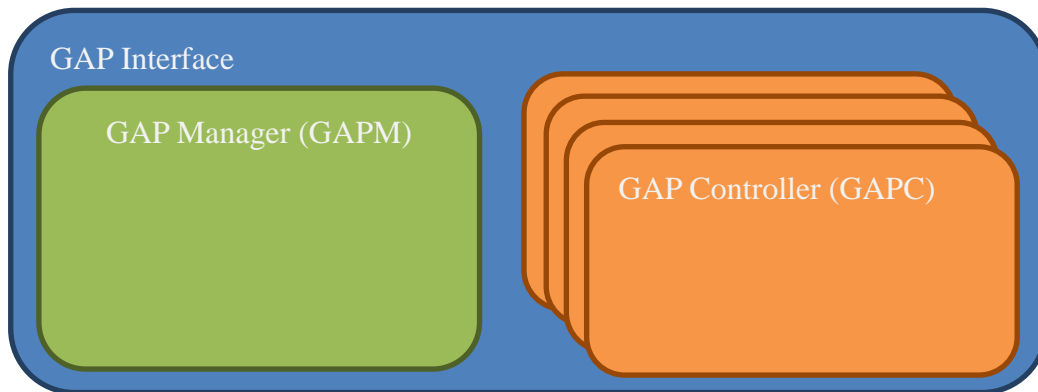 GAP Interface
GAP Manager (GAPM)
GAP Controller (GAPC)